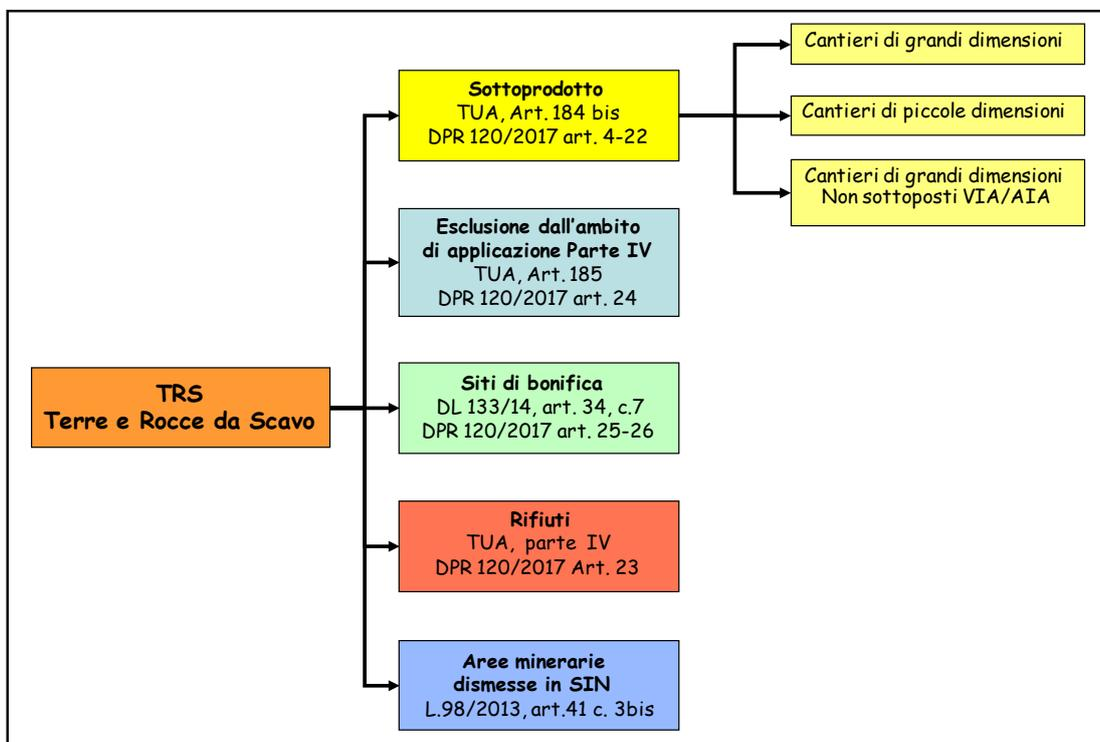 Cantieri di grandi dimensioni
Sottoprodotto
TUA, Art. 184 bis
DPR 120/2017 art. 4-22
Cantieri di piccole dimensioni
Cantieri di grandi dimensioni
Non sottoposti VIA/AIA
Esclusione dall'ambito
di applicazione Parte IV
TUA, Art. 185
DPR 120/2017 art. 24
TRS
Terre e Rocce da Scavo
Siti di bonifica
DL 133/14, art. 34, c.7
DPR 120/2017 art. 25-26
Rifiuti
TUA, parte IV
DPR 120/2017 Art. 23
Aree minerarie
dismesse in SIN
L.98/2013, art.41 c. 3bis